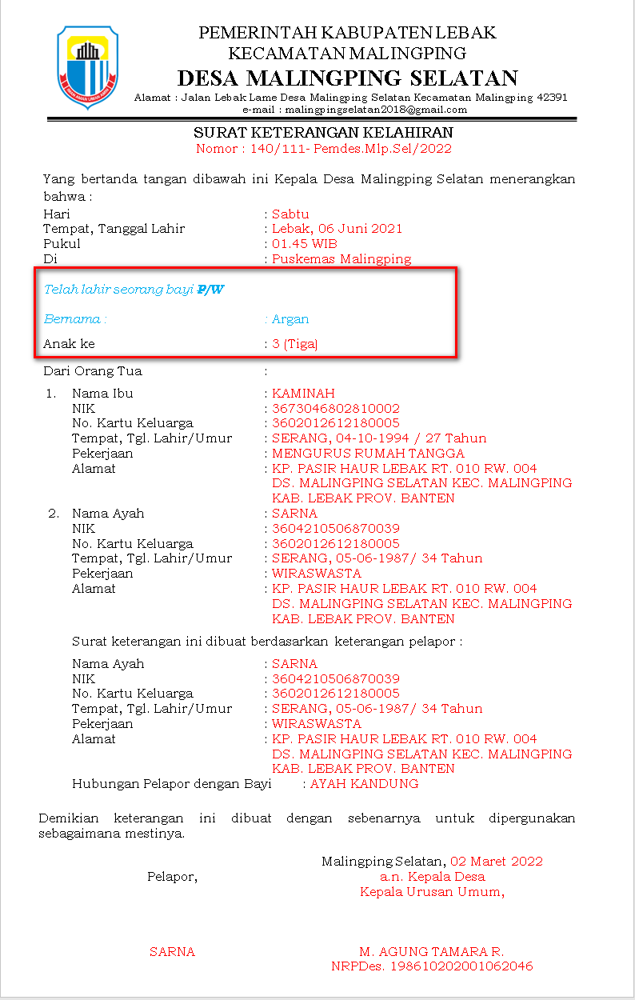 PEMERINTAH KABUPATEN LEBAK
KECAMATAN MALINGPING
DESA MALINGPING SELATAN
Alamat : Jalan Lebak Lame Desa Malingping Selatan Kecamatan Malingping 42391
e-mail : malingpingselatan2018@gmail.com
SURAT KETERANGAN KELAHIRAN
Nomor : 140/111- Pemdes.Mlp.Sel/2022
Yang bertanda tangan dibawah ini Kepala Desa Malingping Selatan menerangkan
bahwa :
Hari : Sabtu
Tempat, Tanggal Lahir : Lebak, 06 Juni 2021
Pukul : 01.45 WIB
Di : Puskemas Malingping
Telah lahir seorang bayi P/W
Bernama : : Argan
Anak ke : 3 (Tiga)
Dari Orang Tua :
1. Nama Ibu : KAMINAH
NIK : 3673046802810002
No. Kartu Keluarga : 3602012612180005
Tempat, Tgl. Lahir/Umur : SERANG, 04-10-1994 / 27 Tahun
Pekerjaan : MENGURUS RUMAH TANGGA
Alamat : KP. PASIR HAUR LEBAK RT. 010 RW. 004
DS. MALINGPING SELATAN KEC. MALINGPING
KAB. LEBAK PROV. BANTEN
2. Nama Ayah : SARNA
NIK : 3604210506870039
No. Kartu Keluarga : 3602012612180005
Tempat, Tgl. Lahir/Umur : SERANG, 05-06-1987/ 34 Tahun
Pekerjaan : WIRASWASTA
Alamat : KP. PASIR HAUR LEBAK RT. 010 RW. 004
DS. MALINGPING SELATAN KEC. MALINGPING
KAB. LEBAK PROV. BANTEN
Surat keterangan ini dibuat berdasarkan keterangan pelapor :
Nama Ayah : SARNA
NIK : 3604210506870039
No. Kartu Keluarga : 3602012612180005
Tempat, Tgl. Lahir/Umur : SERANG, 05-06-1987/ 34 Tahun
Pekerjaan : WIRASWASTA
Alamat : KP. PASIR HAUR LEBAK RT. 010 RW. 004
DS. MALINGPING SELATAN KEC. MALINGPING
KAB. LEBAK PROV. BANTEN
Hubungan Pelapor dengan Bayi : AYAH KANDUNG
Demikian keterangan ini dibuat dengan sebenarnya untuk dipergunakan
sebagaimana mestinya.
Malingping Selatan, 02 Maret 2022
Pelapor, a.n. Kepala Desa
Kepala Urusan Umum,
SARNA M. AGUNG TAMARA R.
NRPDes. 198610202001062046